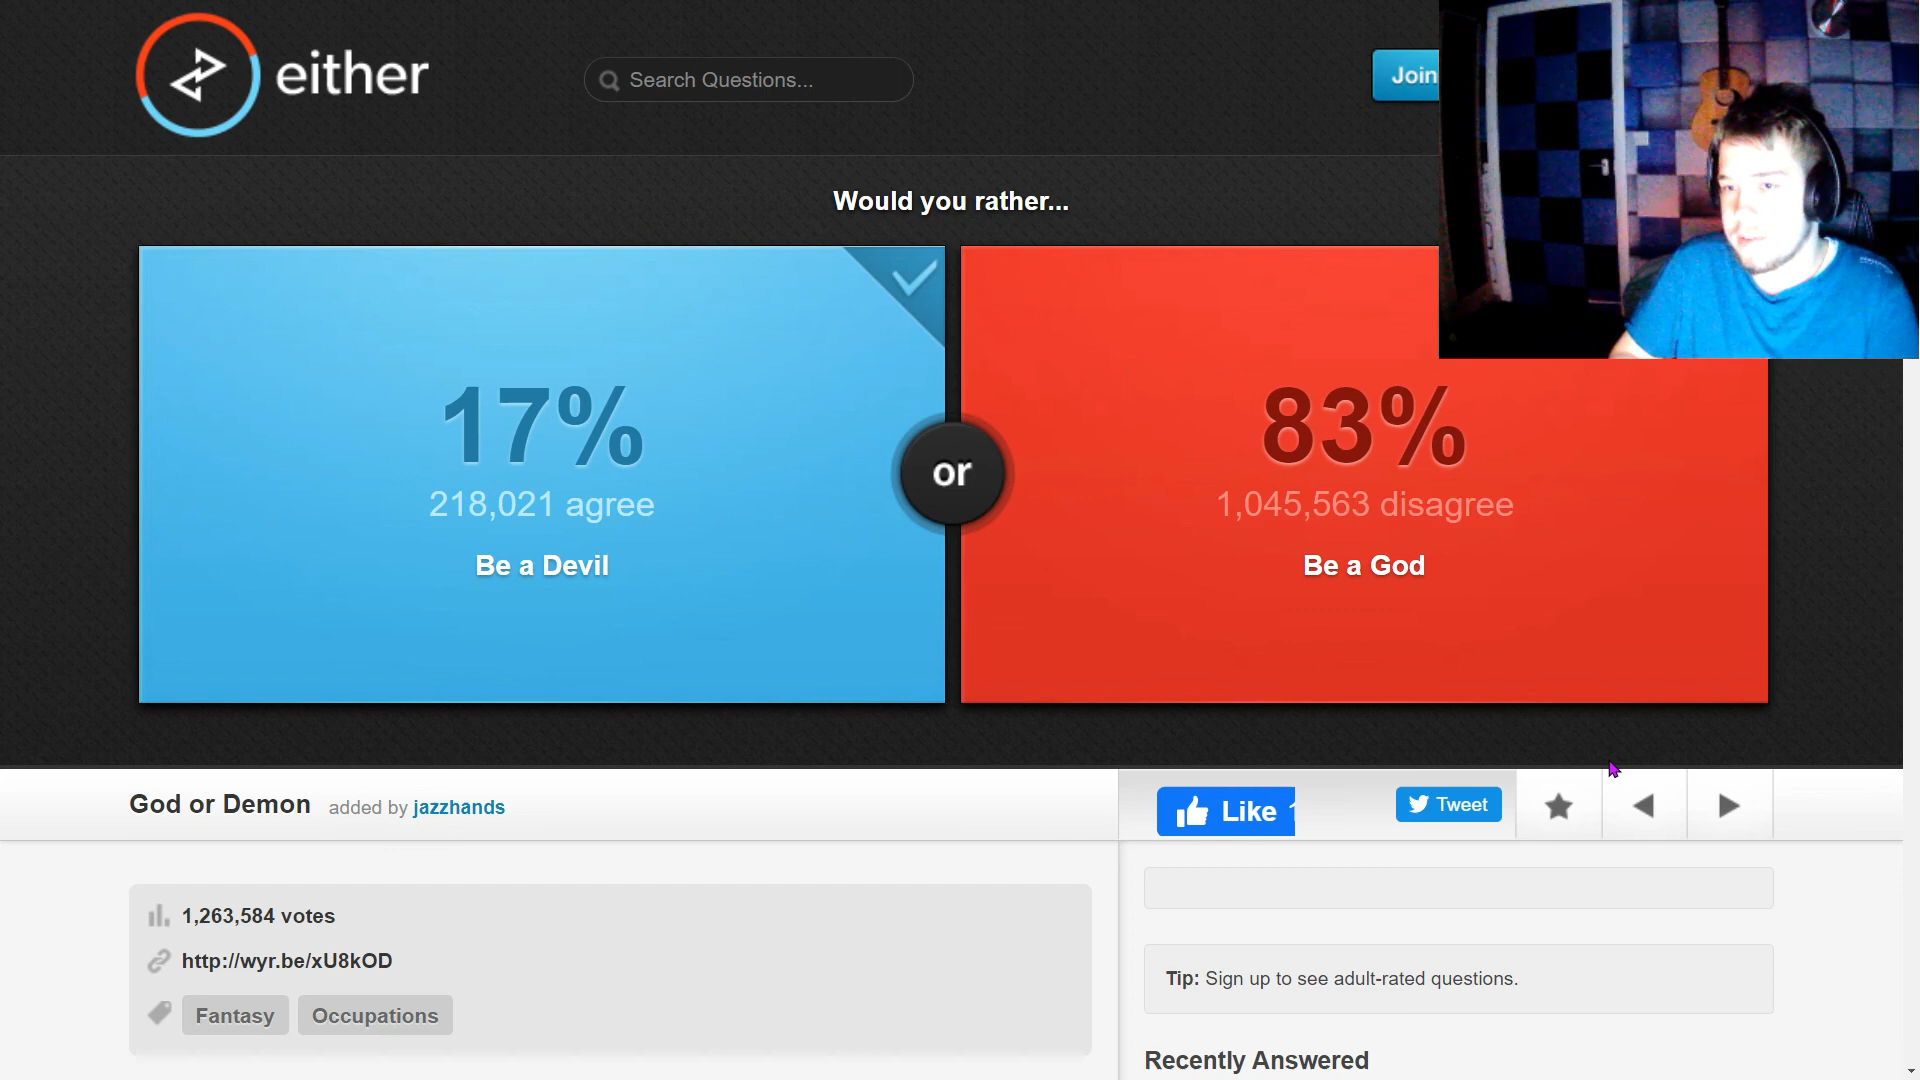 either
Search Questions...
Join
Would you rather...
17%
218,021 agree
Be a Devil
or
83%
1,045,563 disagree
Be a God
God or Demon added by jazzhands
Like
Tweet
1,263,584 votes
http://wyr.be/xU8kOD
Fantasy Occupations
Tip: Sign up to see adult-rated questions.
Recently Answered